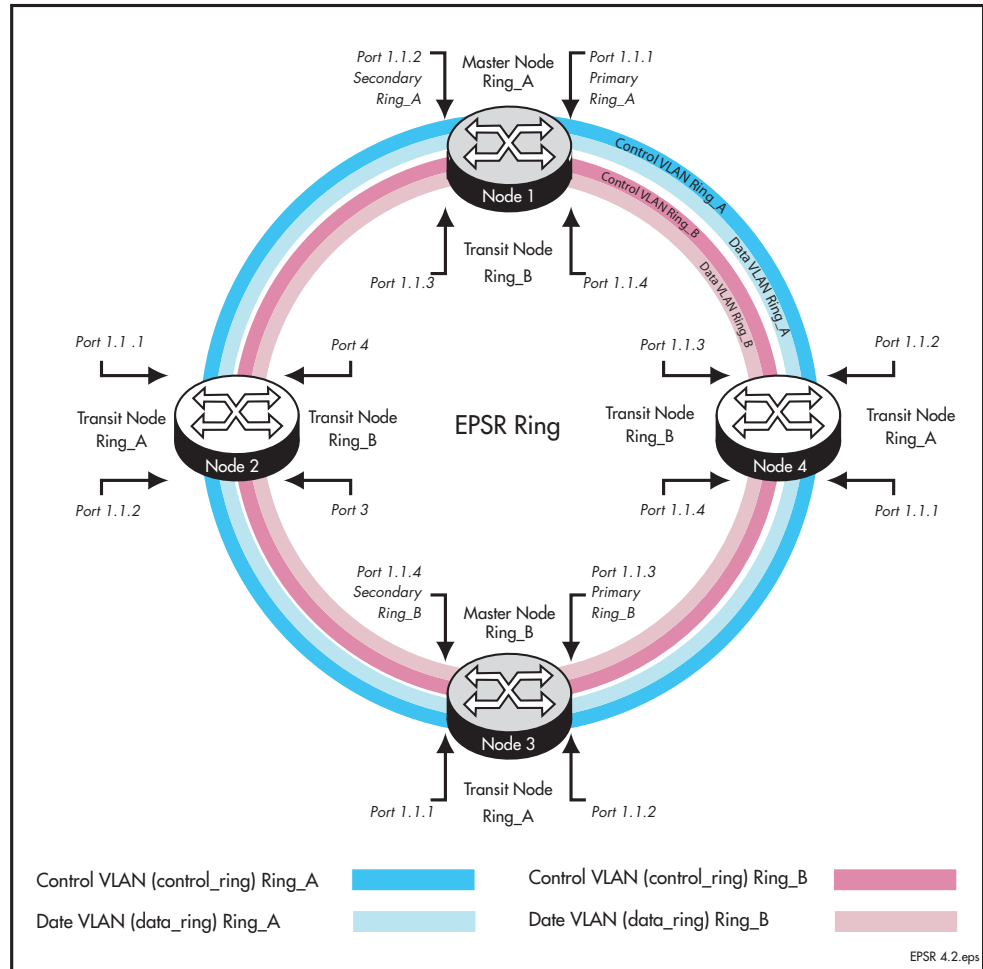 Port 1.1.2
Secondary
Ring_A
Master Node
Ring_A
Port 1.1.1
Primary
Ring_A
Control VLAN Ring_A
Control VLAN Ring_B
Data VLAN Ring_A
Data VLAN Ring_B
Node 1
Port 1.1.3
Transit Node
Ring_B
Port 1.1.4
Port 1.1 .1
Port 4
Port 1.1.3
Port 1.1.2
Transit Node
Ring_A
Transit Node
Ring_B
EPSR Ring
Transit Node
Ring_B
Transit Node
Ring_A
Node 2
Node 4
Port 1.1.2
Port 3
Port 1.1.4
Port 1.1.1
Port 1.1.4
Secondary
Ring_B
Master Node
Ring_B
Port 1.1.3
Primary
Ring_B
Node 3
Port 1.1.1
Transit Node
Ring_A
Port 1.1.2
Control VLAN (control_ring) Ring_A
Control VLAN (control_ring) Ring_B
Date VLAN (data_ring) Ring_A
Date VLAN (data_ring) Ring_B
EPSR 4.2.eps